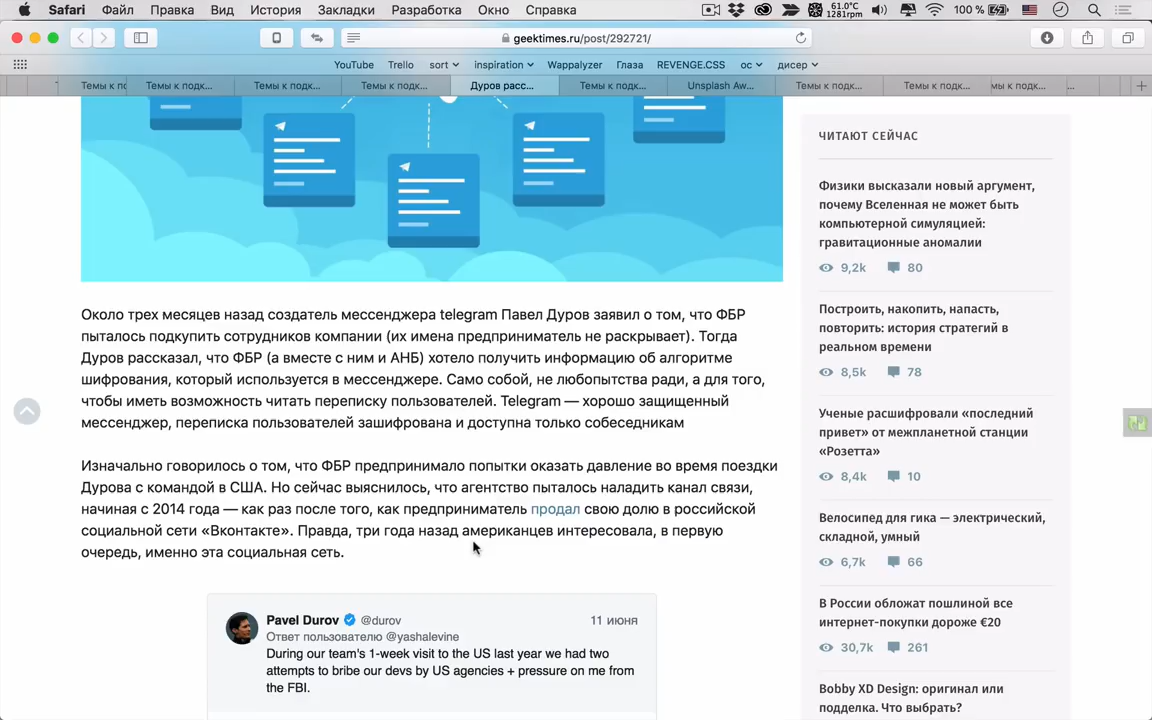 Safari Файл Правка Вид История Закладки Разработка Окно Справка
61.0°C
1281rpm
100 %
geektimes.ru/post/292721/
YouTube Trello sort inspiration Wappalyzer Глаза REVENGE.CSS ос дисер
Темы к по Темы к подк... Темы к подк... Темы к подк... Дуров расс... Темы к подк... Unsplash Aw... Темы к подк... Темы к подк... мы к подк... ...
Около трех месяцев назад создатель мессенджера telegram Павел Дуров заявил о том, что ФБР
пыталось подкупить сотрудников компании (их имена предприниматель не раскрывает). Тогда
Дуров рассказал, что ФБР (а вместе с ним и АНБ) хотело получить информацию об алгоритме
шифрования, который используется в мессенджере. Само собой, не любопытства ради, а для того,
чтобы иметь возможность читать переписку пользователей. Telegram — хорошо защищенный
мессенджер, переписка пользователей зашифрована и доступна только собеседникам
Изначально говорилось о том, что ФБР предпринимало попытки оказать давление во время поездки
Дурова с командой в США. Но сейчас выяснилось, что агентство пыталось наладить канал связи,
начиная с 2014 года — как раз после того, как предприниматель продал свою долю в российской
социальной сети «Вконтакте». Правда, три года назад американцев интересовала, в первую
очередь, именно эта социальная сеть.
Pavel Durov @durov 11 июня
Ответ пользователю @yashalevine
During our team's 1-week visit to the US last year we had two
attempts to bribe our devs by US agencies + pressure on me from
the FBI.
ЧИТАЮТ СЕЙЧАС
Физики высказали новый аргумент,
почему Вселенная не может быть
компьютерной симуляцией:
гравитационные аномалии
9,2k 80
Построить, накопить, напасть,
повторить: история стратегий в
реальном времени
8,5k 78
Ученые расшифровали «последний
привет» от межпланетной станции
«Розетта»
8,4k 10
Велосипед для гика — электрический,
складной, умный
6,7k 66
В России обложат пошлиной все
интернет-покупки дороже €20
30,7k 261
Bobby XD Design: оригинал или
подделка. Что выбрать?